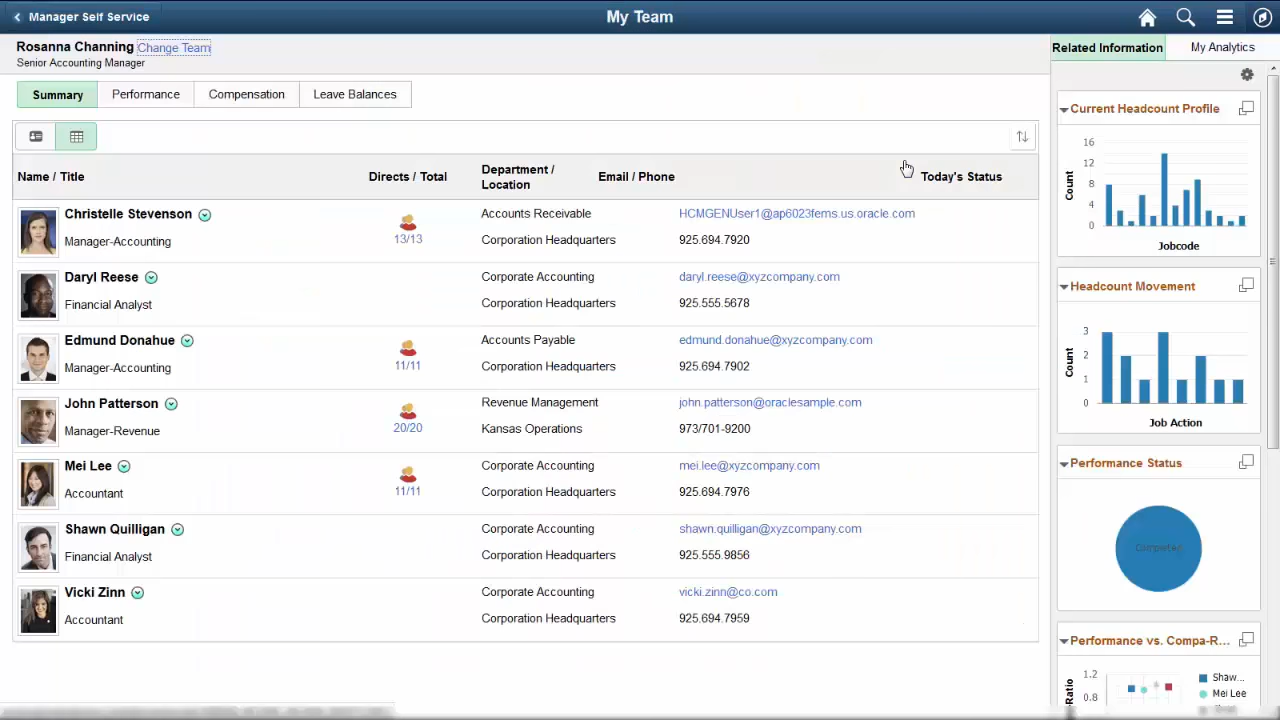 Manager Self Service
My Team
Rosanna Channing Change Team
Senior Accounting Manager
Summary Performance Compensation Leave Balances
Name / Title Directs / Total Department / Location Email / Phone Today's Status
Christelle Stevenson Accounts Receivable HCMGENUser1@ap6023fems.us.oracle.com
Manager-Accounting 13/13 Corporation Headquarters 925.694.7920
Daryl Reese Corporate Accounting daryl.reese@xyzcompany.com
Financial Analyst Corporation Headquarters 925.555.5678
Edmund Donahue Accounts Payable edmund.donahue@xyzcompany.com
Manager-Accounting 11/11 Corporation Headquarters 925.694.7902
John Patterson Revenue Management john.patterson@oraclesample.com
Manager-Revenue 20/20 Kansas Operations 973/701-9200
Mei Lee Corporate Accounting mei.lee@xyzcompany.com
Accountant 11/11 Corporation Headquarters 925.694.7976
Shawn Quilligan Corporate Accounting shawn.quilligan@xyzcompany.com
Financial Analyst Corporation Headquarters 925.555.9856
Vicki Zinn Corporate Accounting vicki.zinn@co.com
Accountant Corporation Headquarters 925.694.7959
Related Information My Analytics
Current Headcount Profile
Count
16
12
8
4
0
Jobcode
Headcount Movement
Count
3
2
1
0
Job Action
Performance Status
Completed
Performance vs. Compa-R...
1.2
0.8
Shaw...
Mei Lee